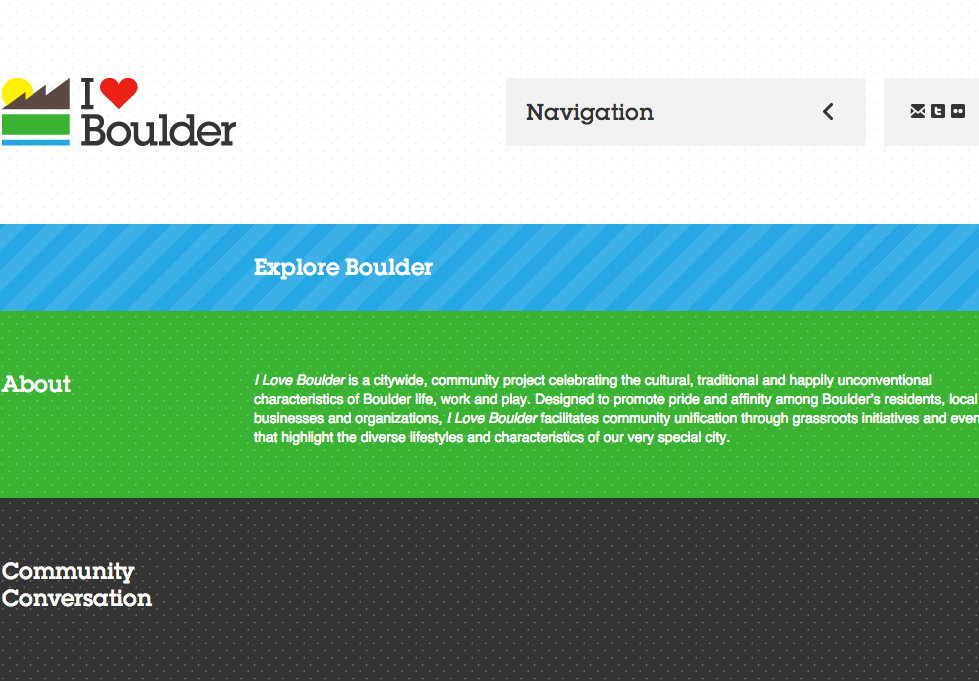 I
Boulder
Navigation
Explore Boulder
About
I Love Boulder is a citywide, community project celebrating the cultural, traditional and happily unconventional
characteristics of Boulder life, work and play. Designed to promote pride and affinity among Boulder's residents, local
businesses and organizations, I Love Boulder facilitates community unification through grassroots initiatives and even
that highlight the diverse lifestyles and characteristics of our very special city.
Community
Conversation